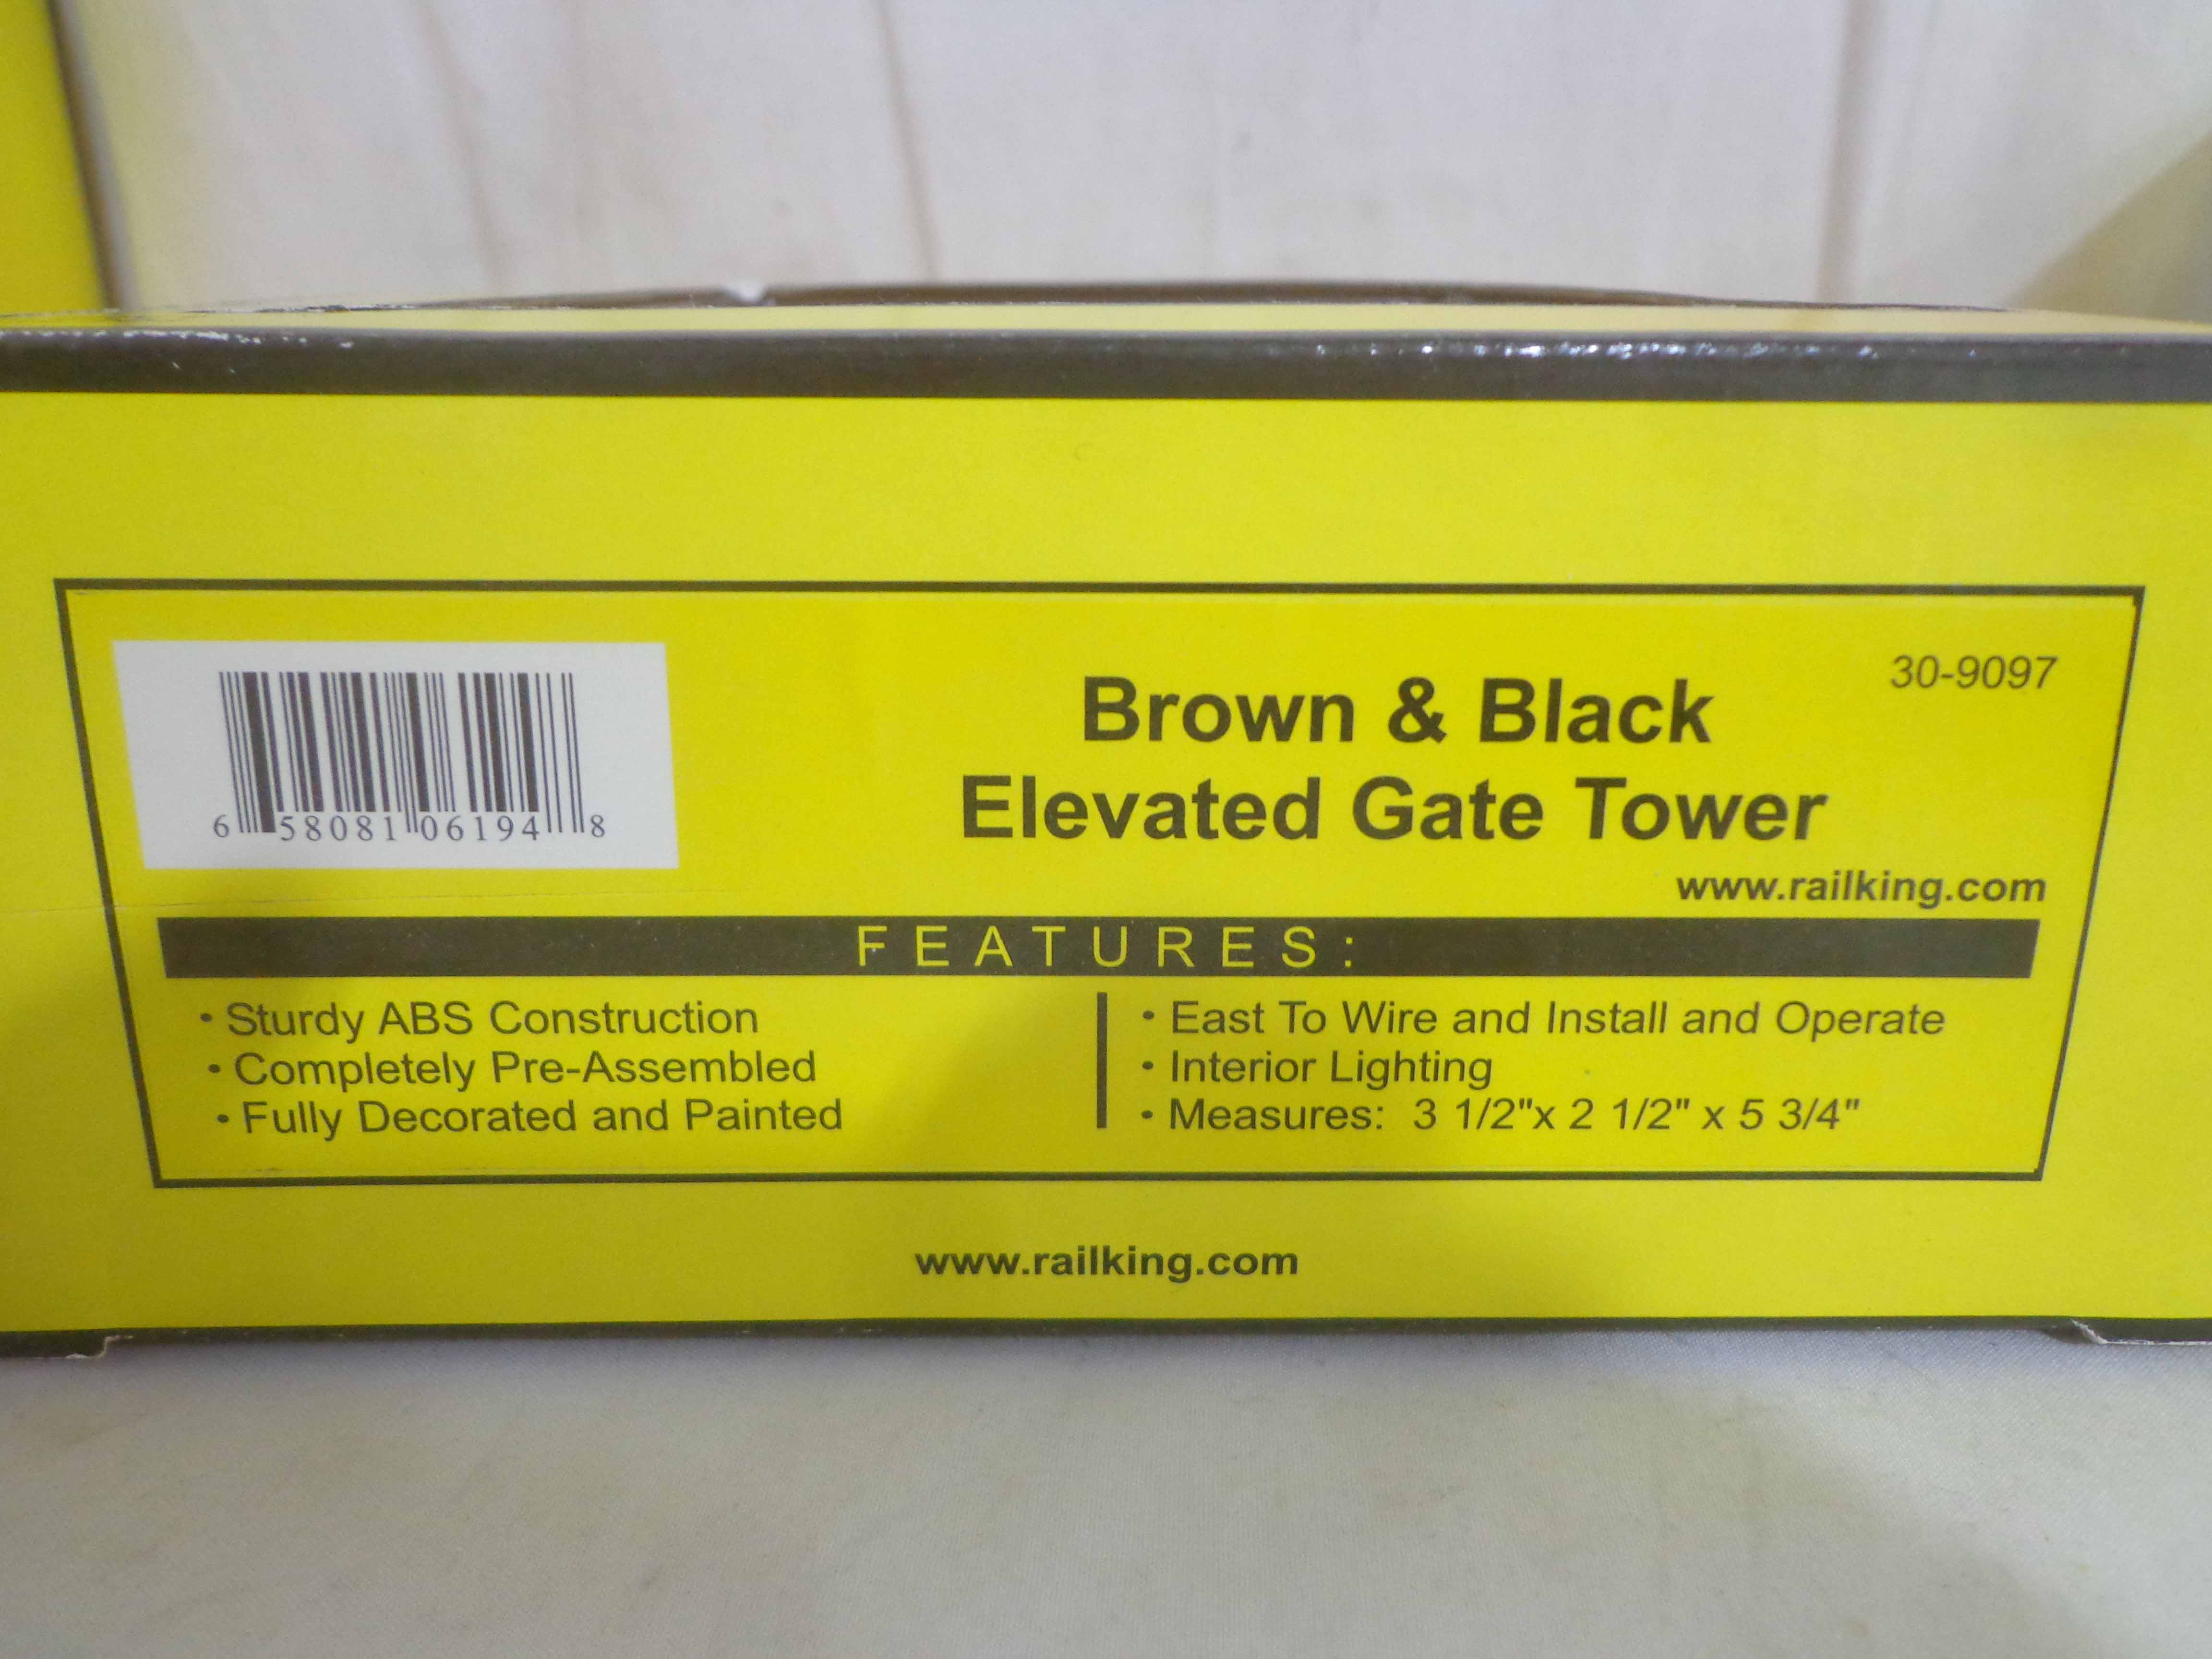 30-9097
Brown & Black
Elevated Gate Tower
6 58081 06194 8
www.railking.com
FEATURES:
• Sturdy ABS Construction
• Completely Pre-Assembled
• Fully Decorated and Painted
• East To Wire and Install and Operate
• Interior Lighting
• Measures: 3 1/2"x 2 1/2" x 5 3/4"
www.railking.com